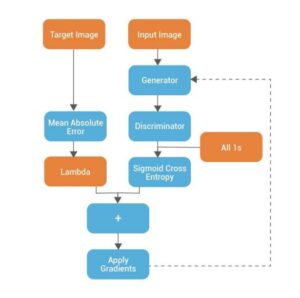 Target Image
Input Image
Generator
Mean Absolute
Error
Discriminator
All 1s
Lambda
Sigmoid Cross
Entropy
+
Apply
Gradients